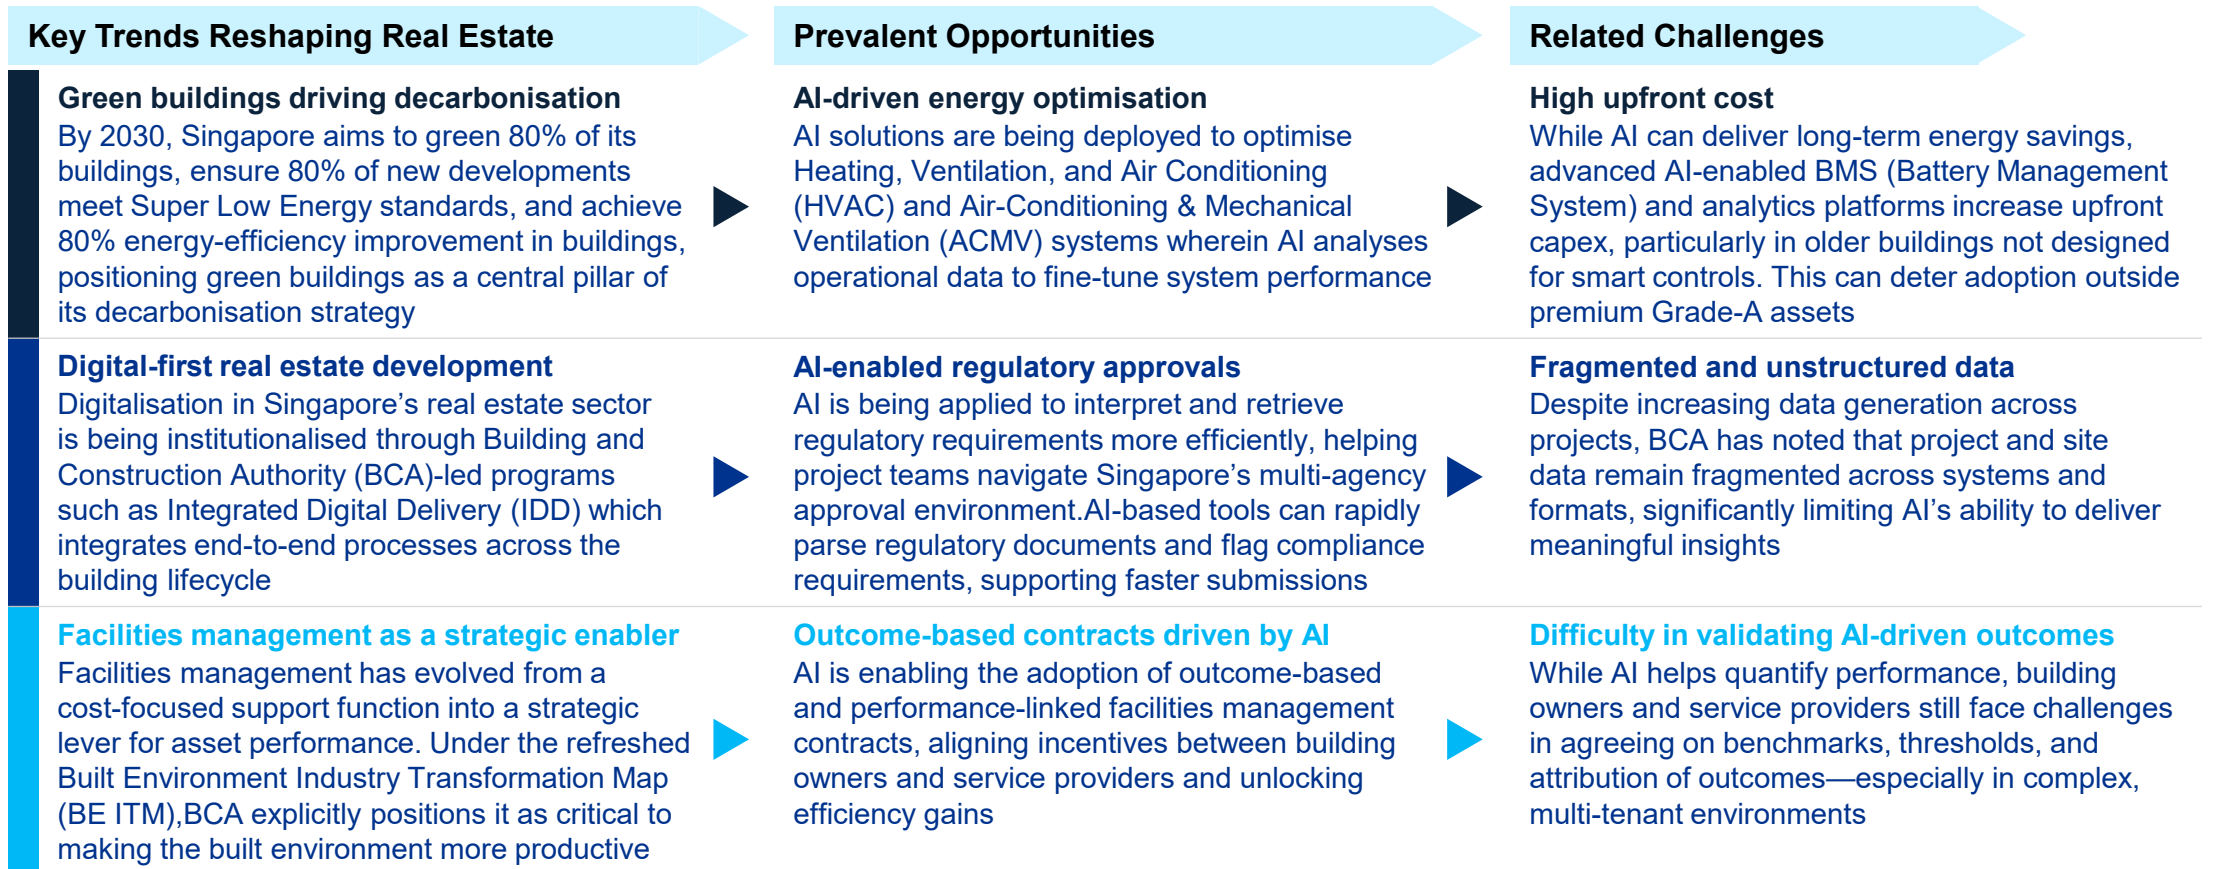 Key Trends Reshaping Real Estate
Prevalent Opportunities
Related Challenges
Green buildings driving decarbonisation
By 2030, Singapore aims to green 80% of its
buildings, ensure 80% of new developments
meet Super Low Energy standards, and achieve
80% energy-efficiency improvement in buildings,
positioning green buildings as a central pillar of
its decarbonisation strategy
AI-driven energy optimisation
AI solutions are being deployed to optimise
Heating, Ventilation, and Air Conditioning
(HVAC) and Air-Conditioning & Mechanical
Ventilation (ACMV) systems wherein AI analyses
operational data to fine-tune system performance
High upfront cost
While AI can deliver long-term energy savings,
advanced AI-enabled BMS (Battery Management
System) and analytics platforms increase upfront
capex, particularly in older buildings not designed
for smart controls. This can deter adoption outside
premium Grade-A assets
Digital-first real estate development
Digitalisation in Singapore’s real estate sector
is being institutionalised through Building and
Construction Authority (BCA)-led programs
such as Integrated Digital Delivery (IDD) which
integrates end-to-end processes across the
building lifecycle
AI-enabled regulatory approvals
AI is being applied to interpret and retrieve
regulatory requirements more efficiently, helping
project teams navigate Singapore’s multi-agency
approval environment.AI-based tools can rapidly
parse regulatory documents and flag compliance
requirements, supporting faster submissions
Fragmented and unstructured data
Despite increasing data generation across
projects, BCA has noted that project and site
data remain fragmented across systems and
formats, significantly limiting AI’s ability to deliver
meaningful insights
Facilities management as a strategic enabler
Facilities management has evolved from a
cost-focused support function into a strategic
lever for asset performance. Under the refreshed
Built Environment Industry Transformation Map
(BE ITM),BCA explicitly positions it as critical to
making the built environment more productive
Outcome-based contracts driven by AI
AI is enabling the adoption of outcome-based
and performance-linked facilities management
contracts, aligning incentives between building
owners and service providers and unlocking
efficiency gains
Difficulty in validating AI-driven outcomes
While AI helps quantify performance, building
owners and service providers still face challenges
in agreeing on benchmarks, thresholds, and
attribution of outcomes—especially in complex,
multi-tenant environments